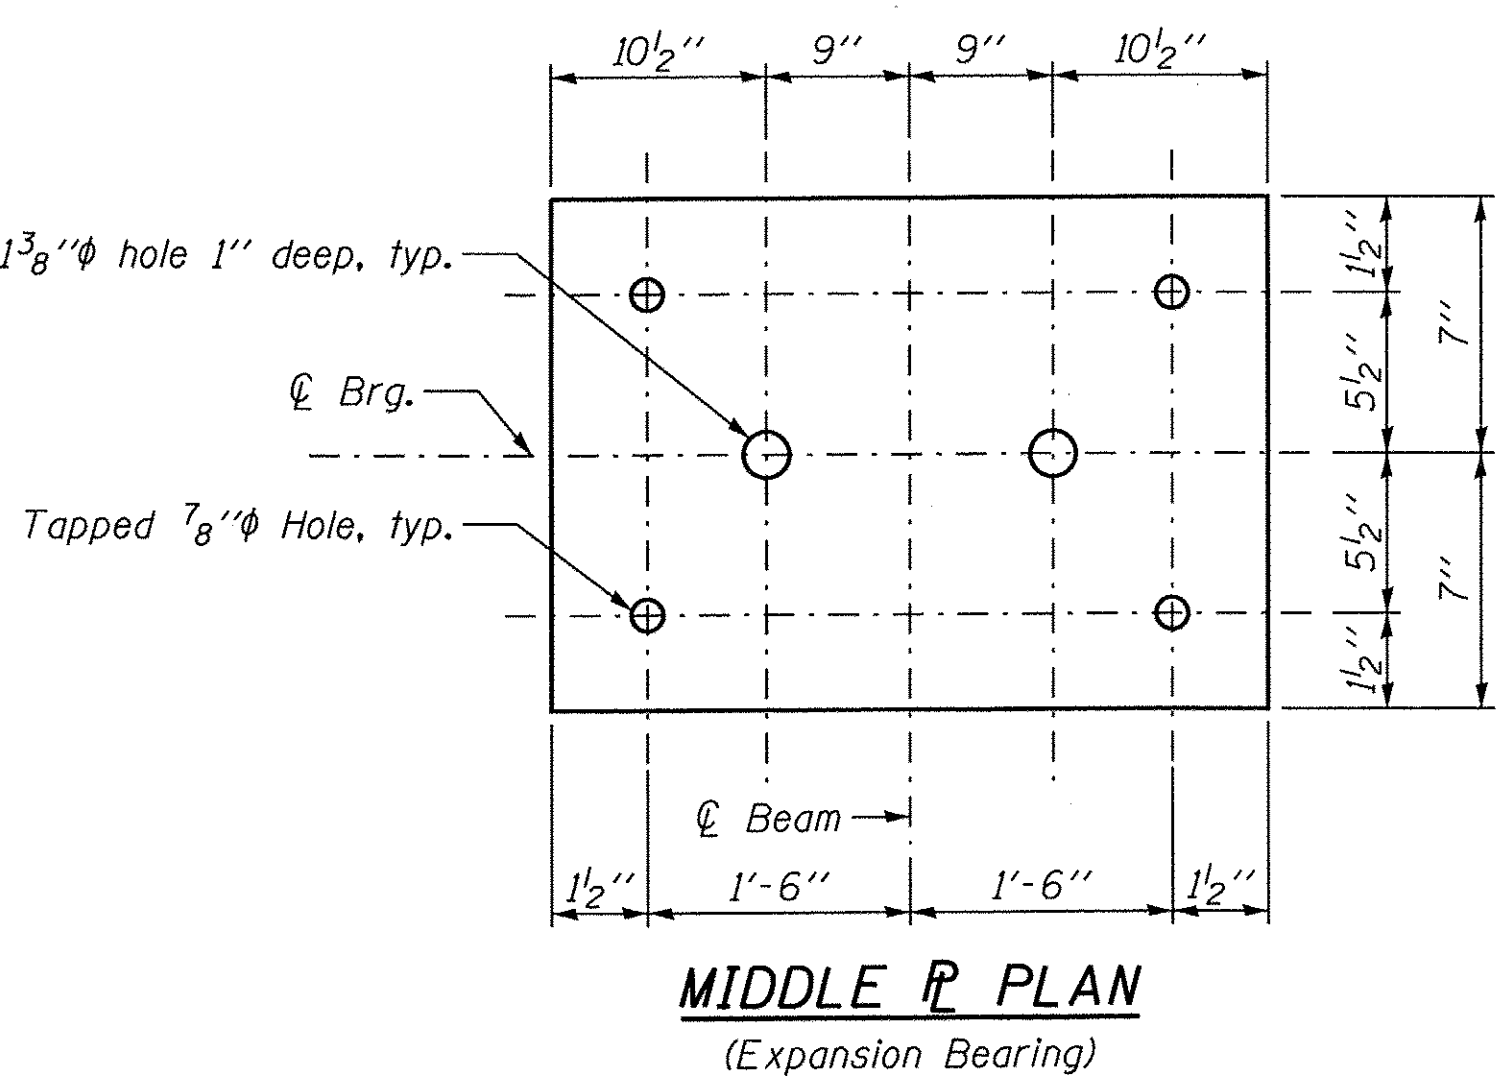 10½″ 9″ 9″ 10½″
1⅜″ϕ hole 1″ deep, typ.
1½″
7″
5½″
℄ Brg.
Tapped ⅞″ϕ Hole, typ.
5½″
7″
1½″
℄ Beam
1½″ 1′-6″ 1′-6″ 1½″
MIDDLE ⅊ PLAN
(Expansion Bearing)